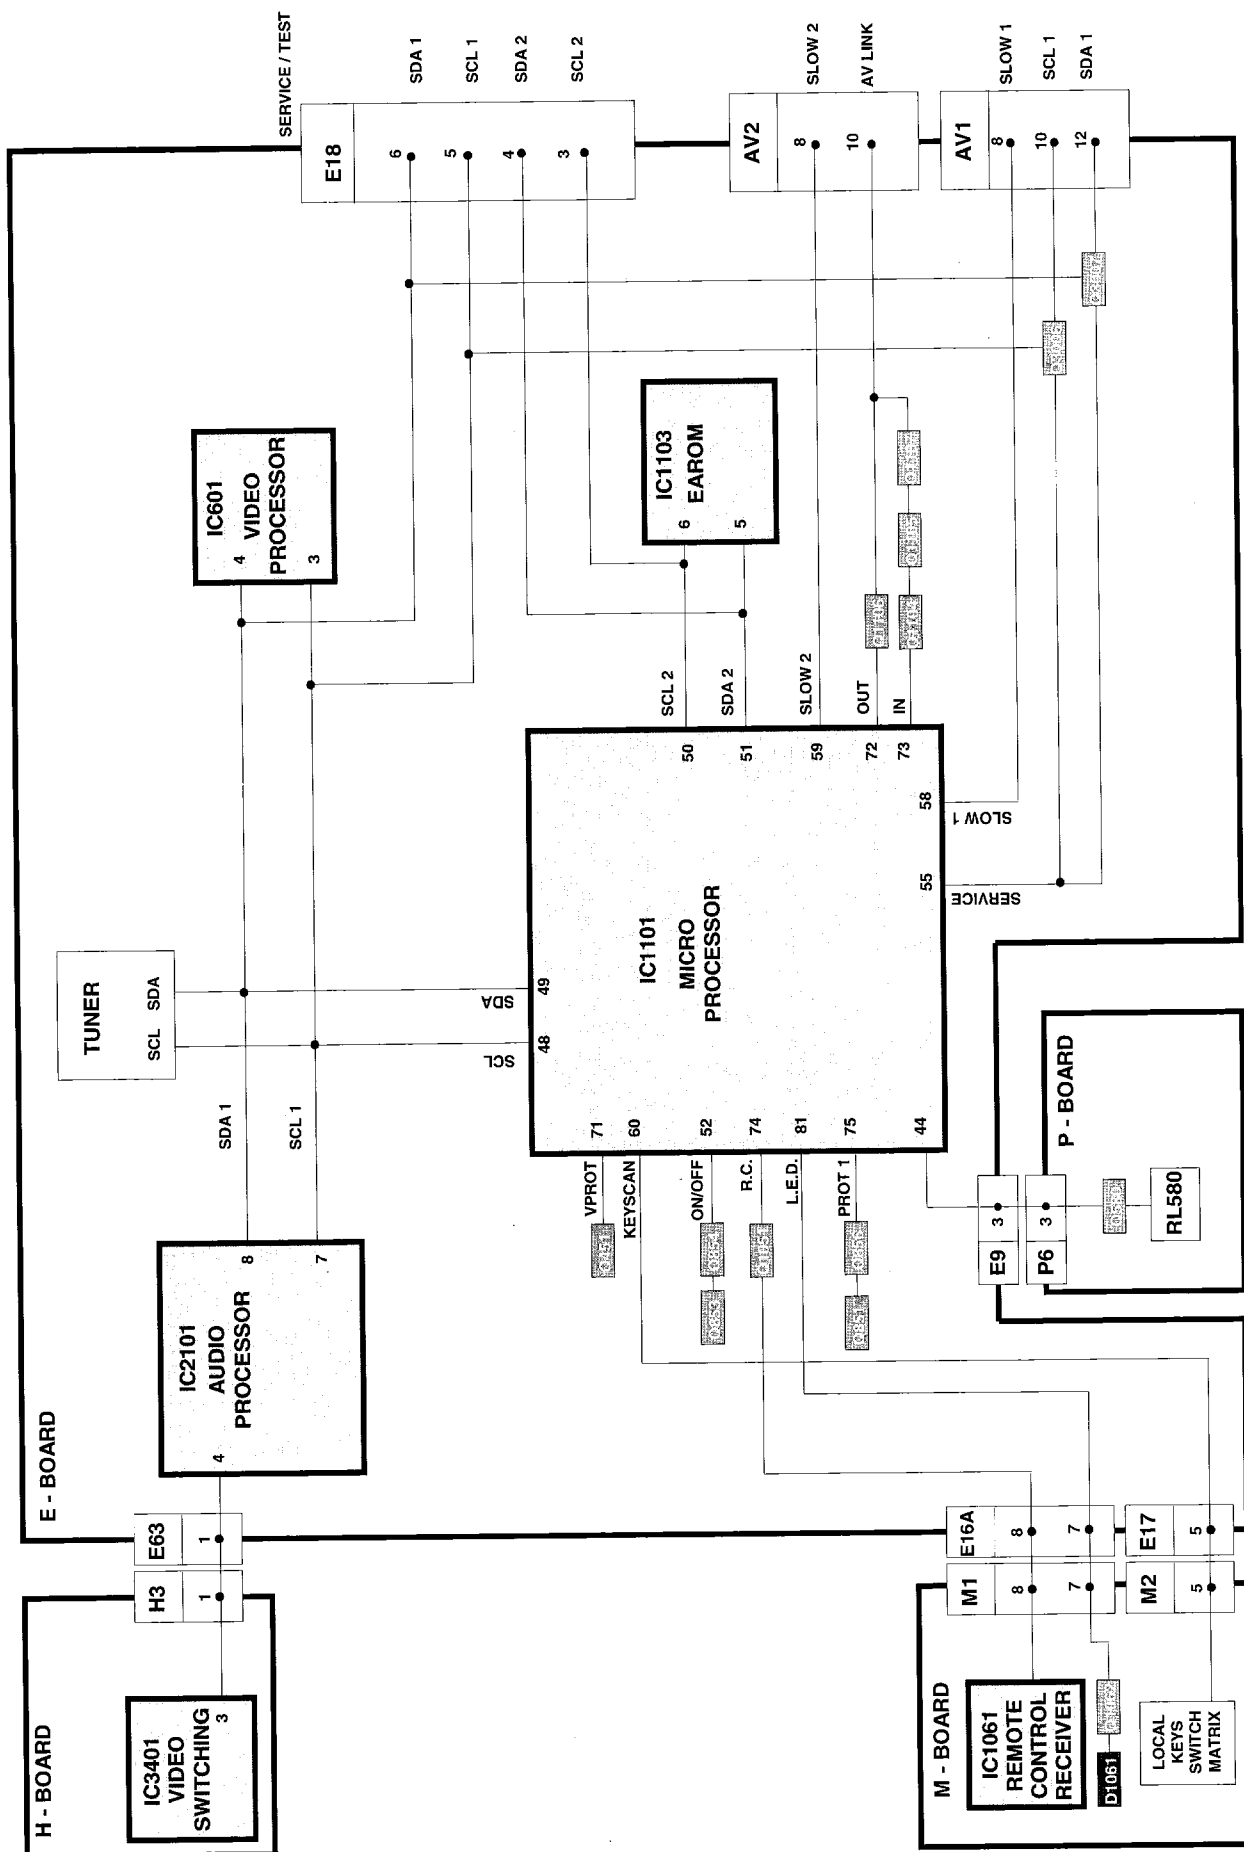 H - BOARD
IC3401
VIDEO
SWITCHING
3
H3
1
E63
1
E - BOARD
IC2101
AUDIO
PROCESSOR
4
8
7
SDA 1
SCL 1
TUNER
SCL
SDA
IC601
VIDEO
PROCESSOR
4
3
SERVICE / TEST
E18
6
5
4
3
SDA 1
SCL 1
SDA 2
SCL 2
AV2
8
10
SLOW 2
AV LINK
AV1
8
10
12
SLOW 1
SCL 1
SDA 1
IC1103
EAROM
6
5
IC1101
MICRO
PROCESSOR
SCL
48
SDA
49
SCL 2
50
SDA 2
51
SLOW 2
59
OUT
72
IN
73
58
SLOW 1
55
SERVICE
71
VPROT
60
KEYSCAN
52
ON/OFF
74
R.C.
81
L.E.D.
75
PROT 1
44
E9
3
P6
3
P - BOARD
RL580
E16A
8
7
E17
5
M1
8
7
M2
5
M - BOARD
IC1061
REMOTE
CONTROL
RECEIVER
D1061
LOCAL
KEYS
SWITCH
MATRIX